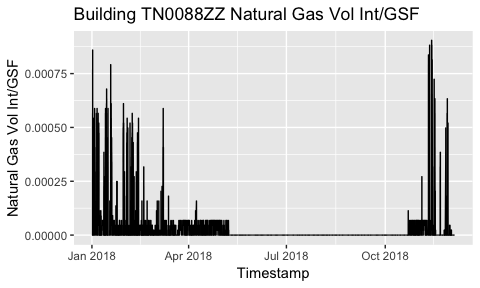 Building TN0088ZZ Natural Gas Vol Int/GSF
Natural Gas Vol Int/GSF
0.00075
0.00050
0.00025
0.00000
Jan 2018
Apr 2018
Jul 2018
Oct 2018
Timestamp